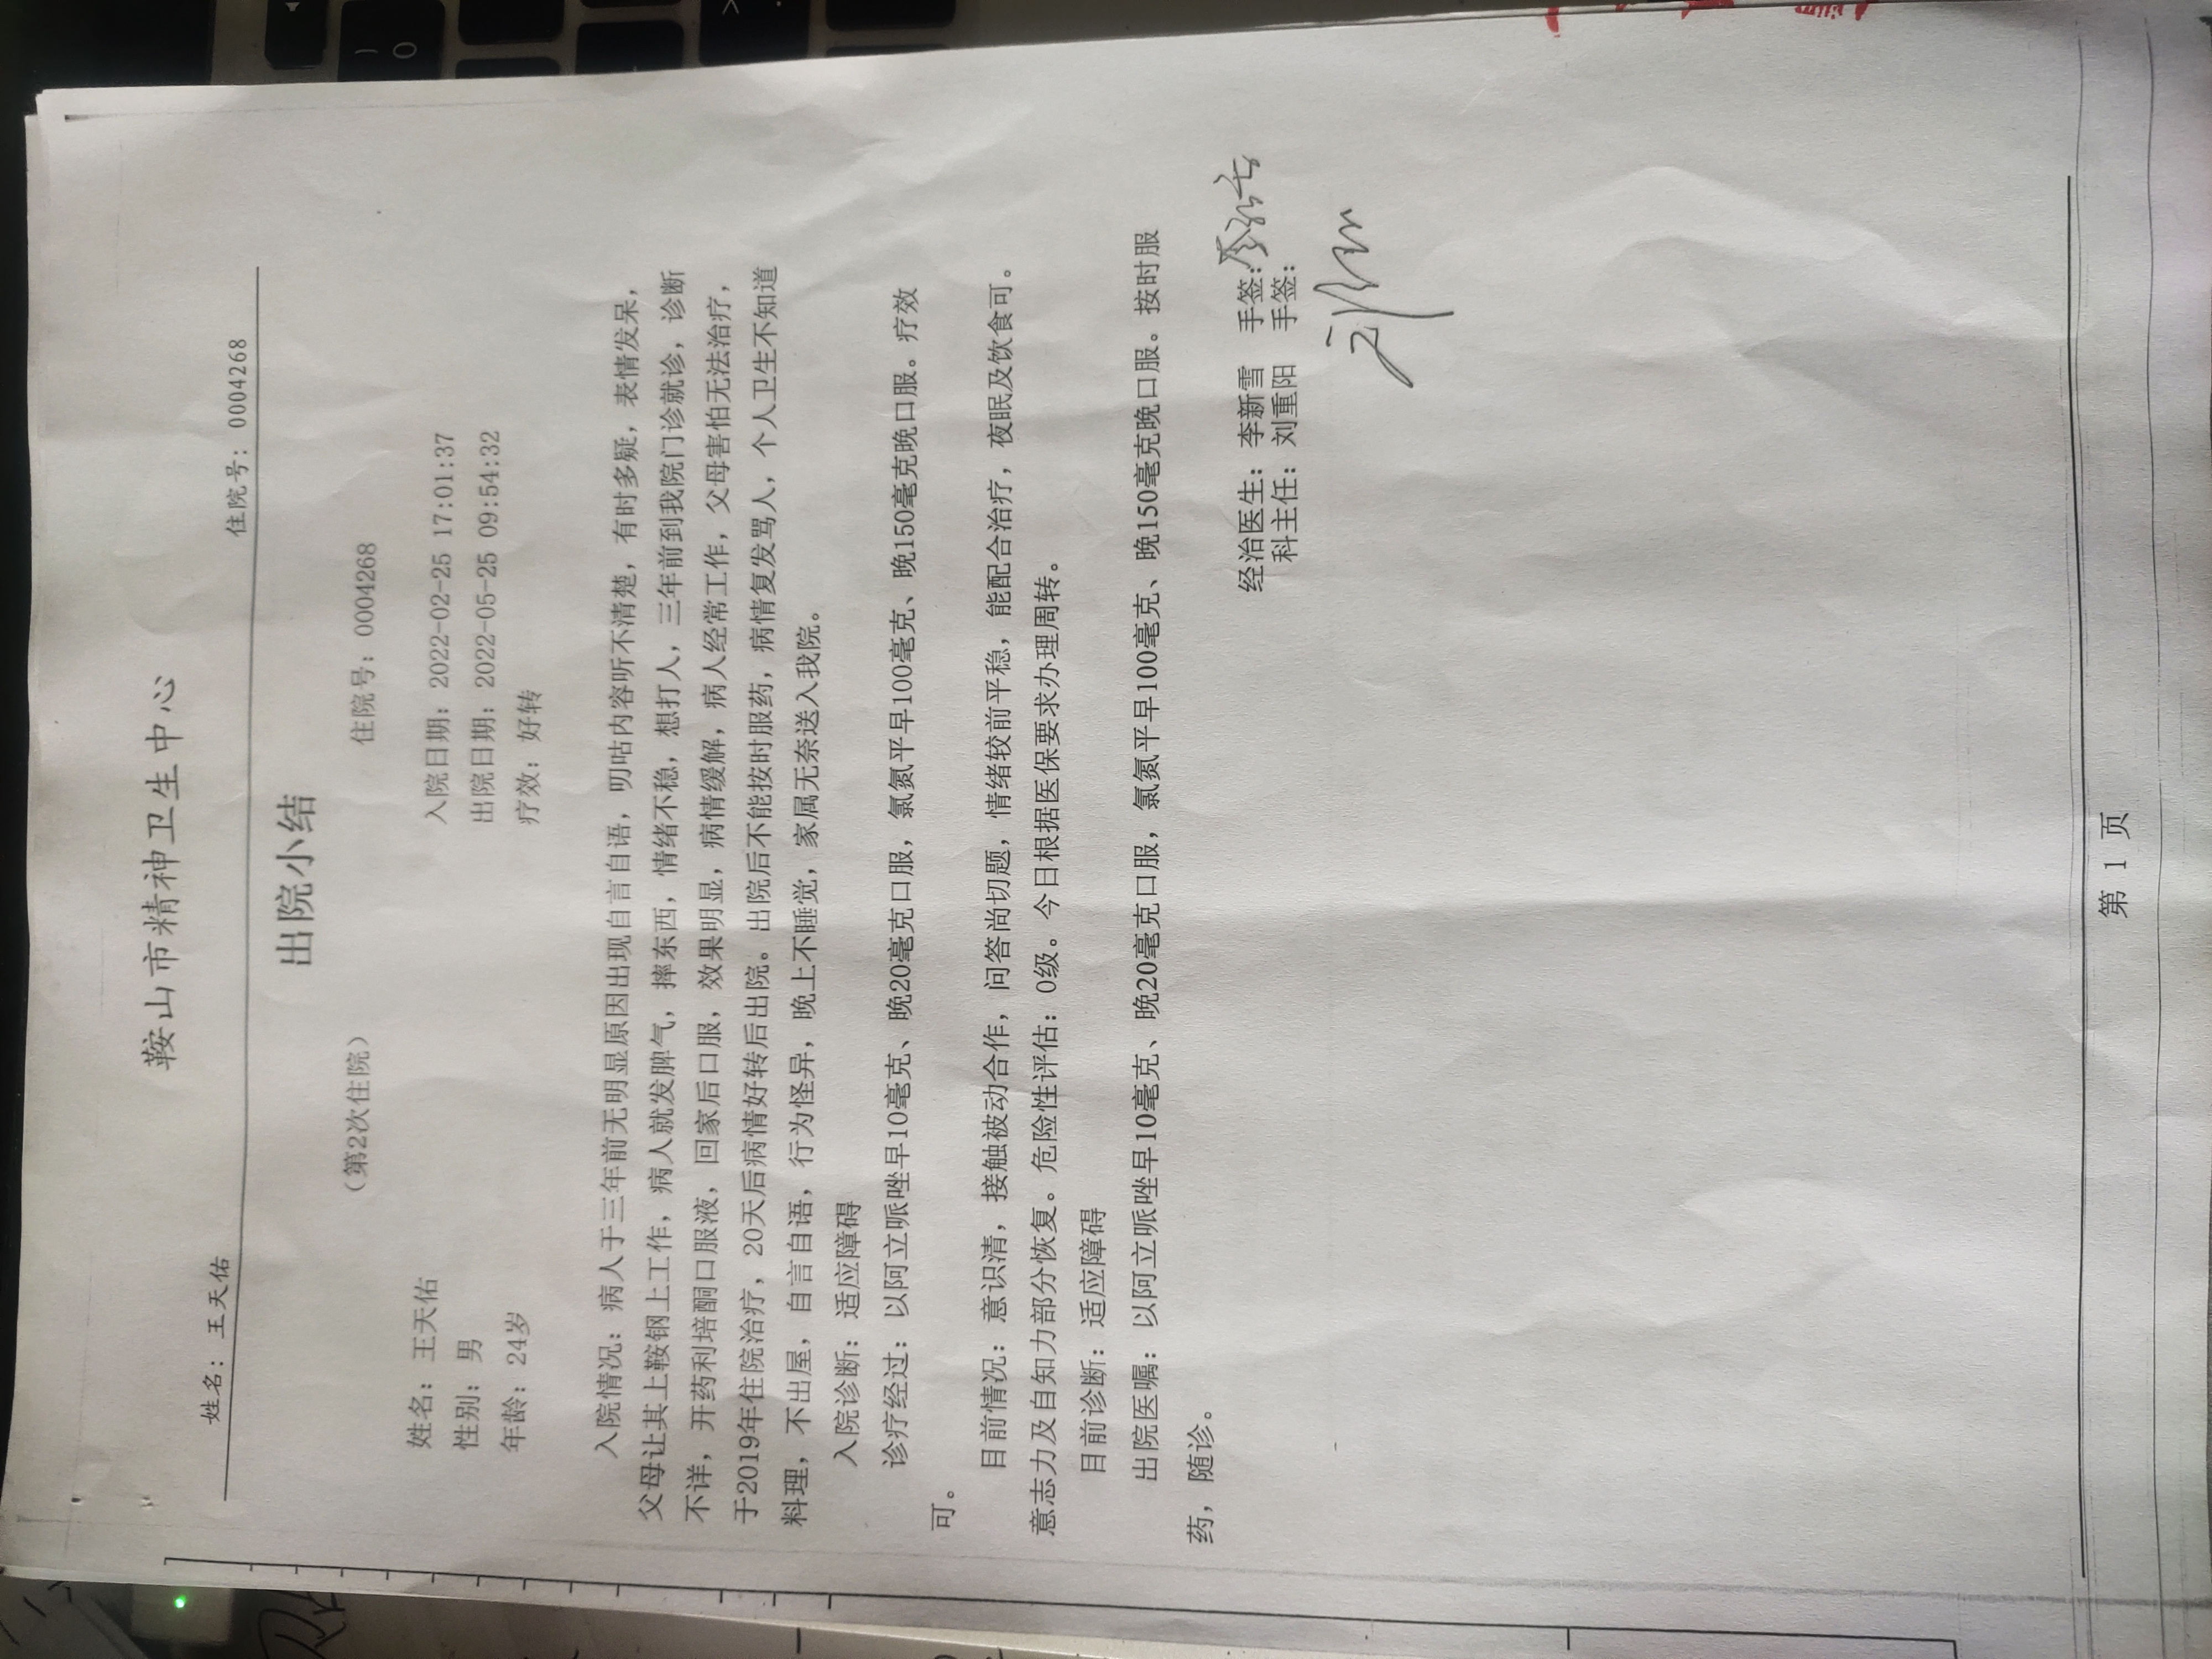 鞍山市精神卫生中心
姓名：王天佑
住院号：0004268
出院小结
（第2次住院）
住院号：0004268
姓名：王天佑
入院日期：2022-02-25 17:01:37
性别：男
出院日期：2022-05-25 09:54:32
年龄：24岁
疗效：好转
入院情况：病人于三年前无明显原因出现自言自语，叨咕内容听不清楚，有时多疑，表情发呆，
父母让其上鞍钢上工作，病人就发脾气，摔东西，情绪不稳，想打人，三年前到我院门诊就诊，诊断
不详，开药利培酮口服液，回家后口服，效果明显，病情缓解，病人经常工作，父母害怕无法治疗，
于2019年住院治疗，20天后病情好转后出院。出院后不能按时服药，病情复发骂人，个人卫生不知道
料理，不出屋，自言自语，行为怪异，晚上不睡觉，家属无奈送入我院。
入院诊断：适应障碍
诊疗经过：以阿立哌唑早10毫克、晚20毫克口服，氯氮平早100毫克、晚150毫克晚口服。疗效
可。
目前情况：意识清，接触被动合作，问答尚切题，情绪较前平稳，能配合治疗，夜眠及饮食可。
意志力及自知力部分恢复。危险性评估：0级。今日根据医保要求办理周转。
目前诊断：适应障碍
出院医嘱：以阿立哌唑早10毫克、晚20毫克口服，氯氮平早100毫克、晚150毫克晚口服。按时服
药，随诊。
经治医生：李新雪 手签：
科主任：刘重阳 手签：
第 1 页